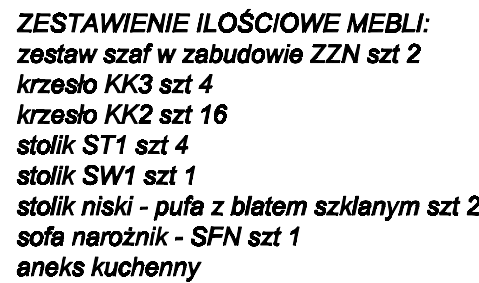 ZESTAWIENIE ILOŚCIOWE MEBLI:
zestaw szaf w zabudowie ZZN szt 2
krzesło KK3 szt 4
krzesło KK2 szt 16
stolik ST1 szt 4
stolik SW1 szt 1
stolik niski - pufa z blatem szklanym szt 2
sofa narożnik - SFN szt 1
aneks kuchenny